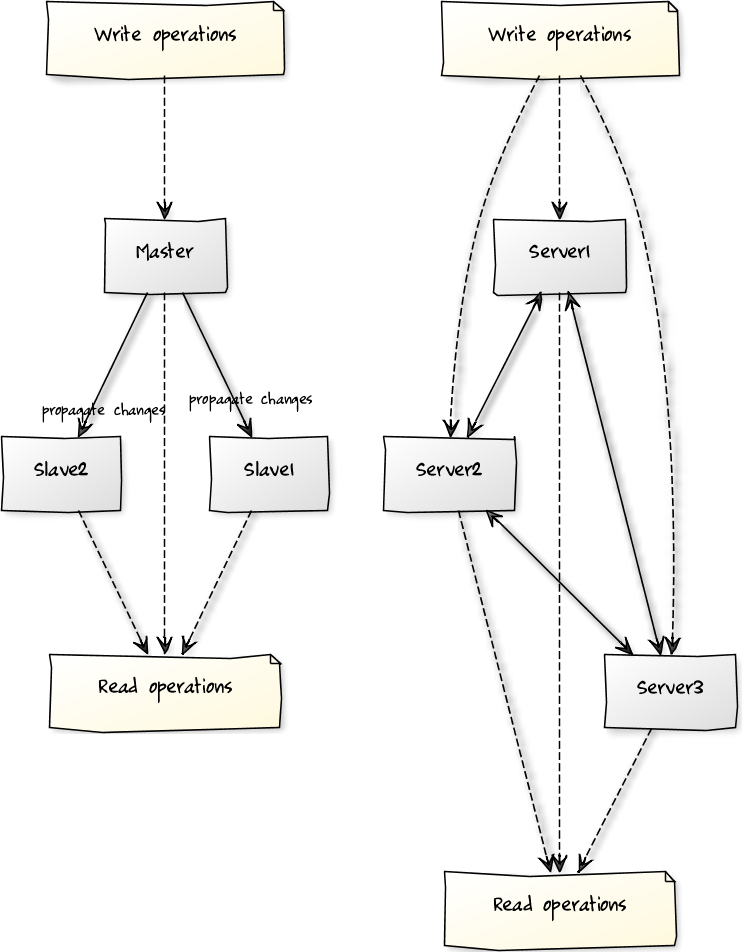 Write operations
Master
propagate changes
propagate changes
Slave2
Slave1
Read operations
Write operations
Server1
Server2
Server3
Read operations